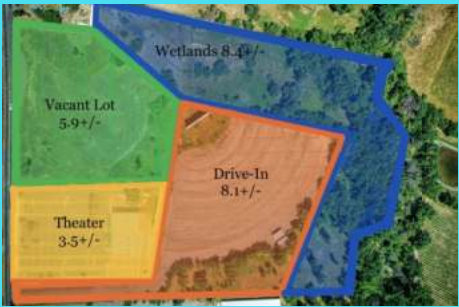 Wetlands 8.4+/-
Vacant Lot
5.9+/-
Drive-In
8.1+/-
Theater
3.5+/-